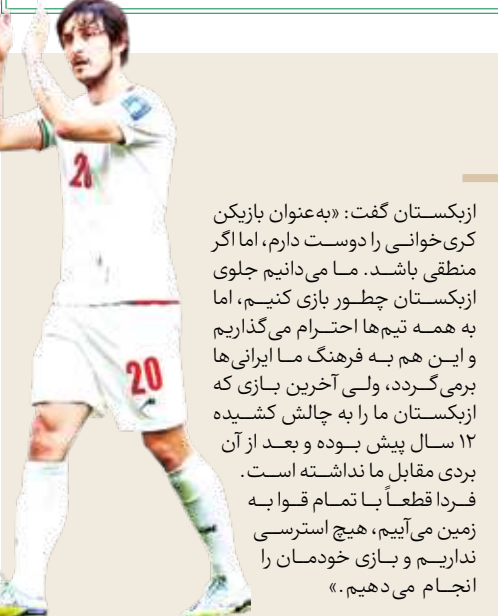 ازبکستان گفت: «به‌عنوان بازیکن
کری‌خوانی را دوست دارم، اما اگر
منطقی باشد. ما می‌دانیم جلوی
ازبکستان چطور بازی کنیم، اما
به همه تیم‌ها احترام می‌گذاریم
و این هم به فرهنگ ما ایرانی‌ها
برمی‌گردد، ولی آخرین بازی که
ازبکستان ما را به چالش کشیده
۱۲ سال پیش بوده و بعد از آن
بردی مقابل ما نداشته است.
فردا قطعاً با تمام قوا به
زمین می‌آییم، هیچ استرسی
نداریم و بازی خودمان را
انجام می‌دهیم.»
20
20